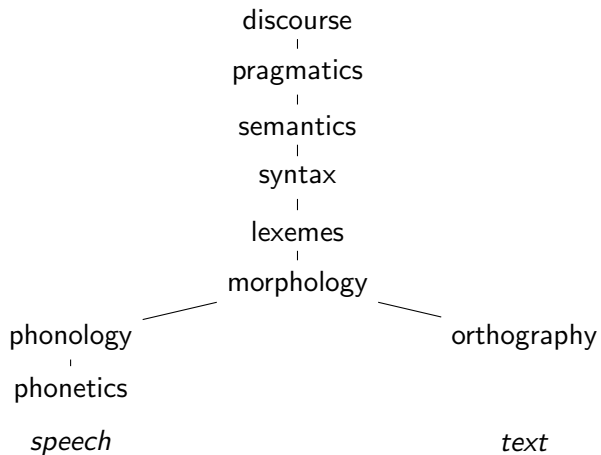 discourse
pragmatics
semantics
syntax
lexemes
morphology
phonology orthography
phonetics
speech text